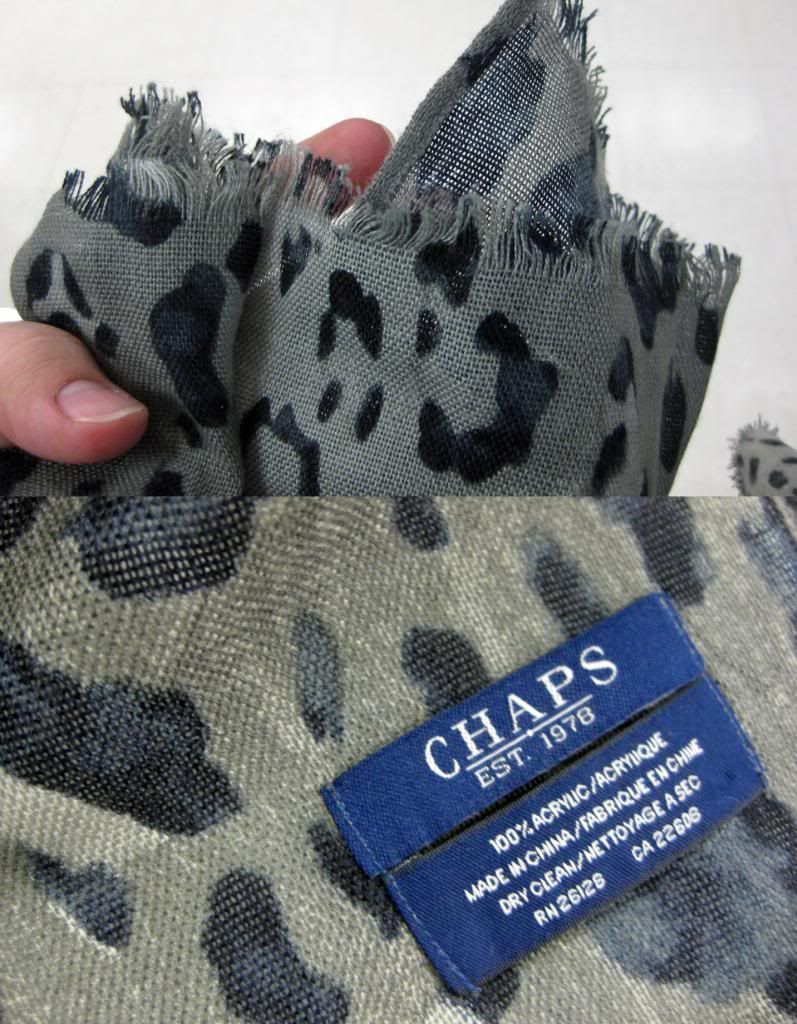 CHAPS
EST. 1978
100% ACRYLIC/ACRYLIQUE
MADE IN CHINA/FABRIQUE EN CHINE
DRY CLEAN/NETTOYAGE A SEC
RN 26128 CA 22608